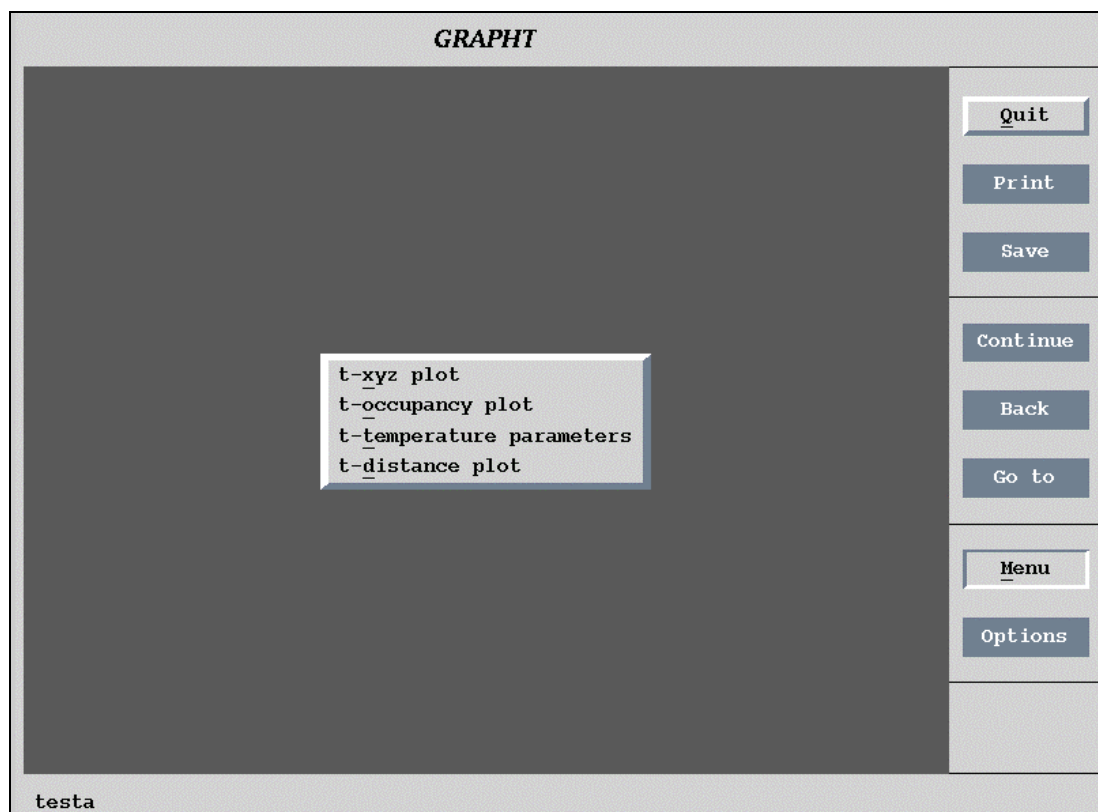 GRAPHT
Quit
Print
Save
Continue
Back
Go to
Menu
Options
t-xyz plot
t-occupancy plot
t-temperature parameters
t-distance plot
testa